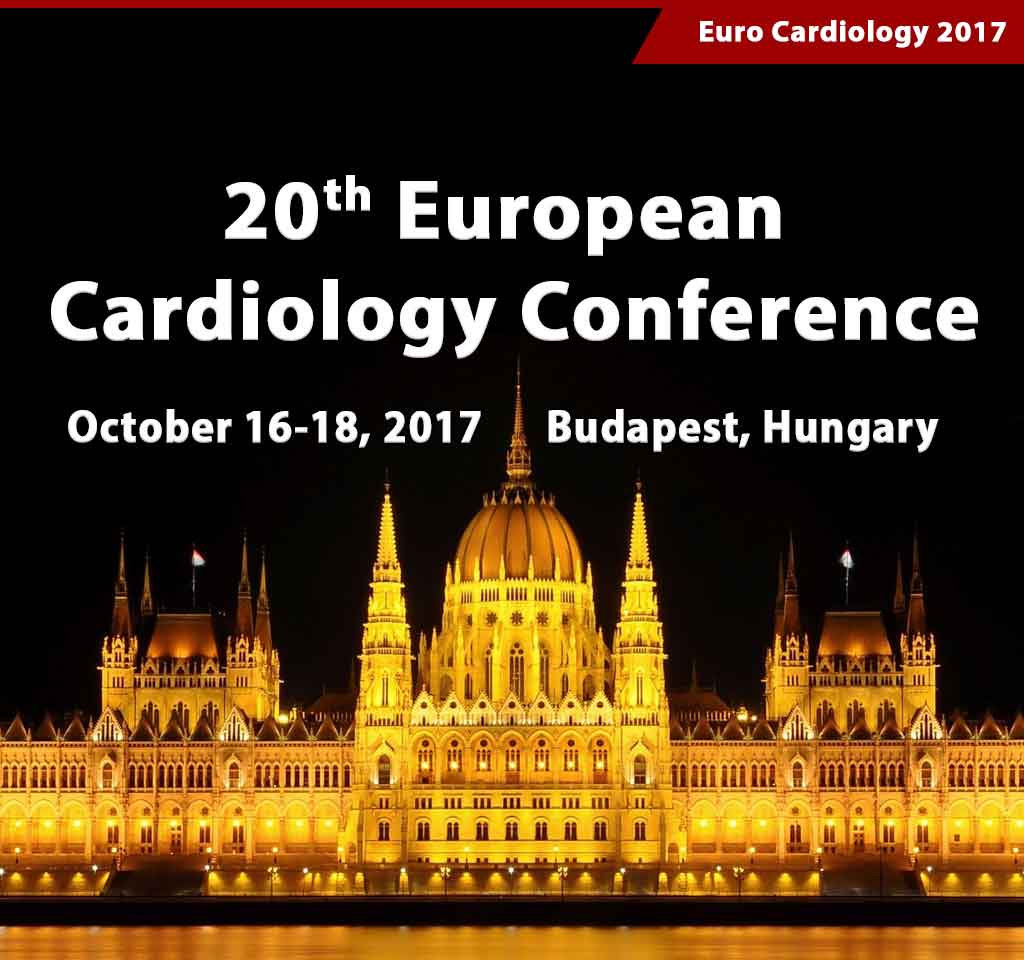 Euro Cardiology 2017
20th European
Cardiology Conference
October 16-18, 2017 Budapest, Hungary